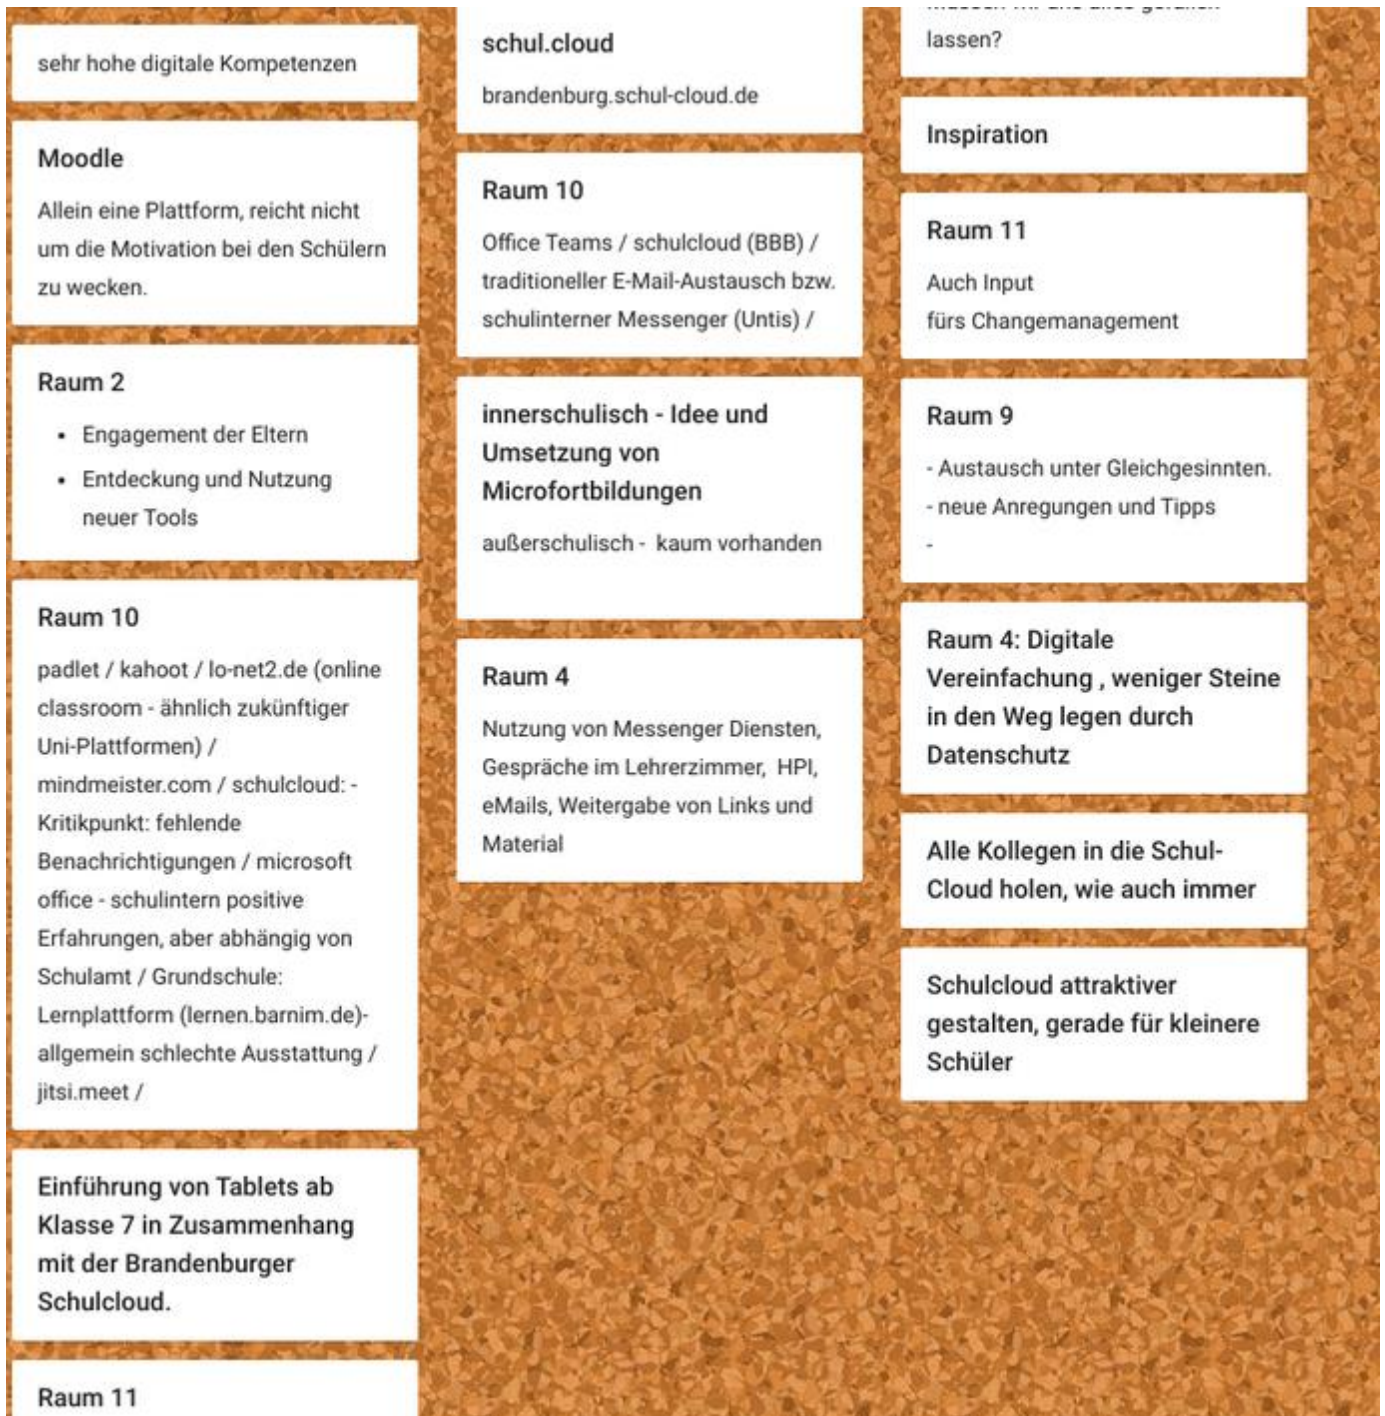 sehr hohe digitale Kompetenzen
Moodle
Allein eine Plattform, reicht nicht
um die Motivation bei den Schülern
zu wecken.
Raum 2
• Engagement der Eltern
• Entdeckung und Nutzung
neuer Tools
Raum 10
padlet / kahoot / lo-net2.de (online
classroom - ähnlich zukünftiger
Uni-Plattformen) /
mindmeister.com / schulcloud: -
Kritikpunkt: fehlende
Benachrichtigungen / microsoft
office - schulintern positive
Erfahrungen, aber abhängig von
Schulamt / Grundschule:
Lernplattform (lernen.barnim.de)-
allgemein schlechte Ausstattung /
jitsi.meet /
Einführung von Tablets ab
Klasse 7 in Zusammenhang
mit der Brandenburger
Schulcloud.
Raum 11
schul.cloud
brandenburg.schul-cloud.de
Raum 10
Office Teams / schulcloud (BBB) /
traditioneller E-Mail-Austausch bzw.
schulinterner Messenger (Untis) /
innerschulisch - Idee und
Umsetzung von
Microfortbildungen
außerschulisch - kaum vorhanden
Raum 4
Nutzung von Messenger Diensten,
Gespräche im Lehrerzimmer, HPI,
eMails, Weitergabe von Links und
Material
lassen?
Inspiration
Raum 11
Auch Input
fürs Changemanagement
Raum 9
- Austausch unter Gleichgesinnten.
- neue Anregungen und Tipps
-
Raum 4: Digitale
Vereinfachung , weniger Steine
in den Weg legen durch
Datenschutz
Alle Kollegen in die Schul-
Cloud holen, wie auch immer
Schulcloud attraktiver
gestalten, gerade für kleinere
Schüler